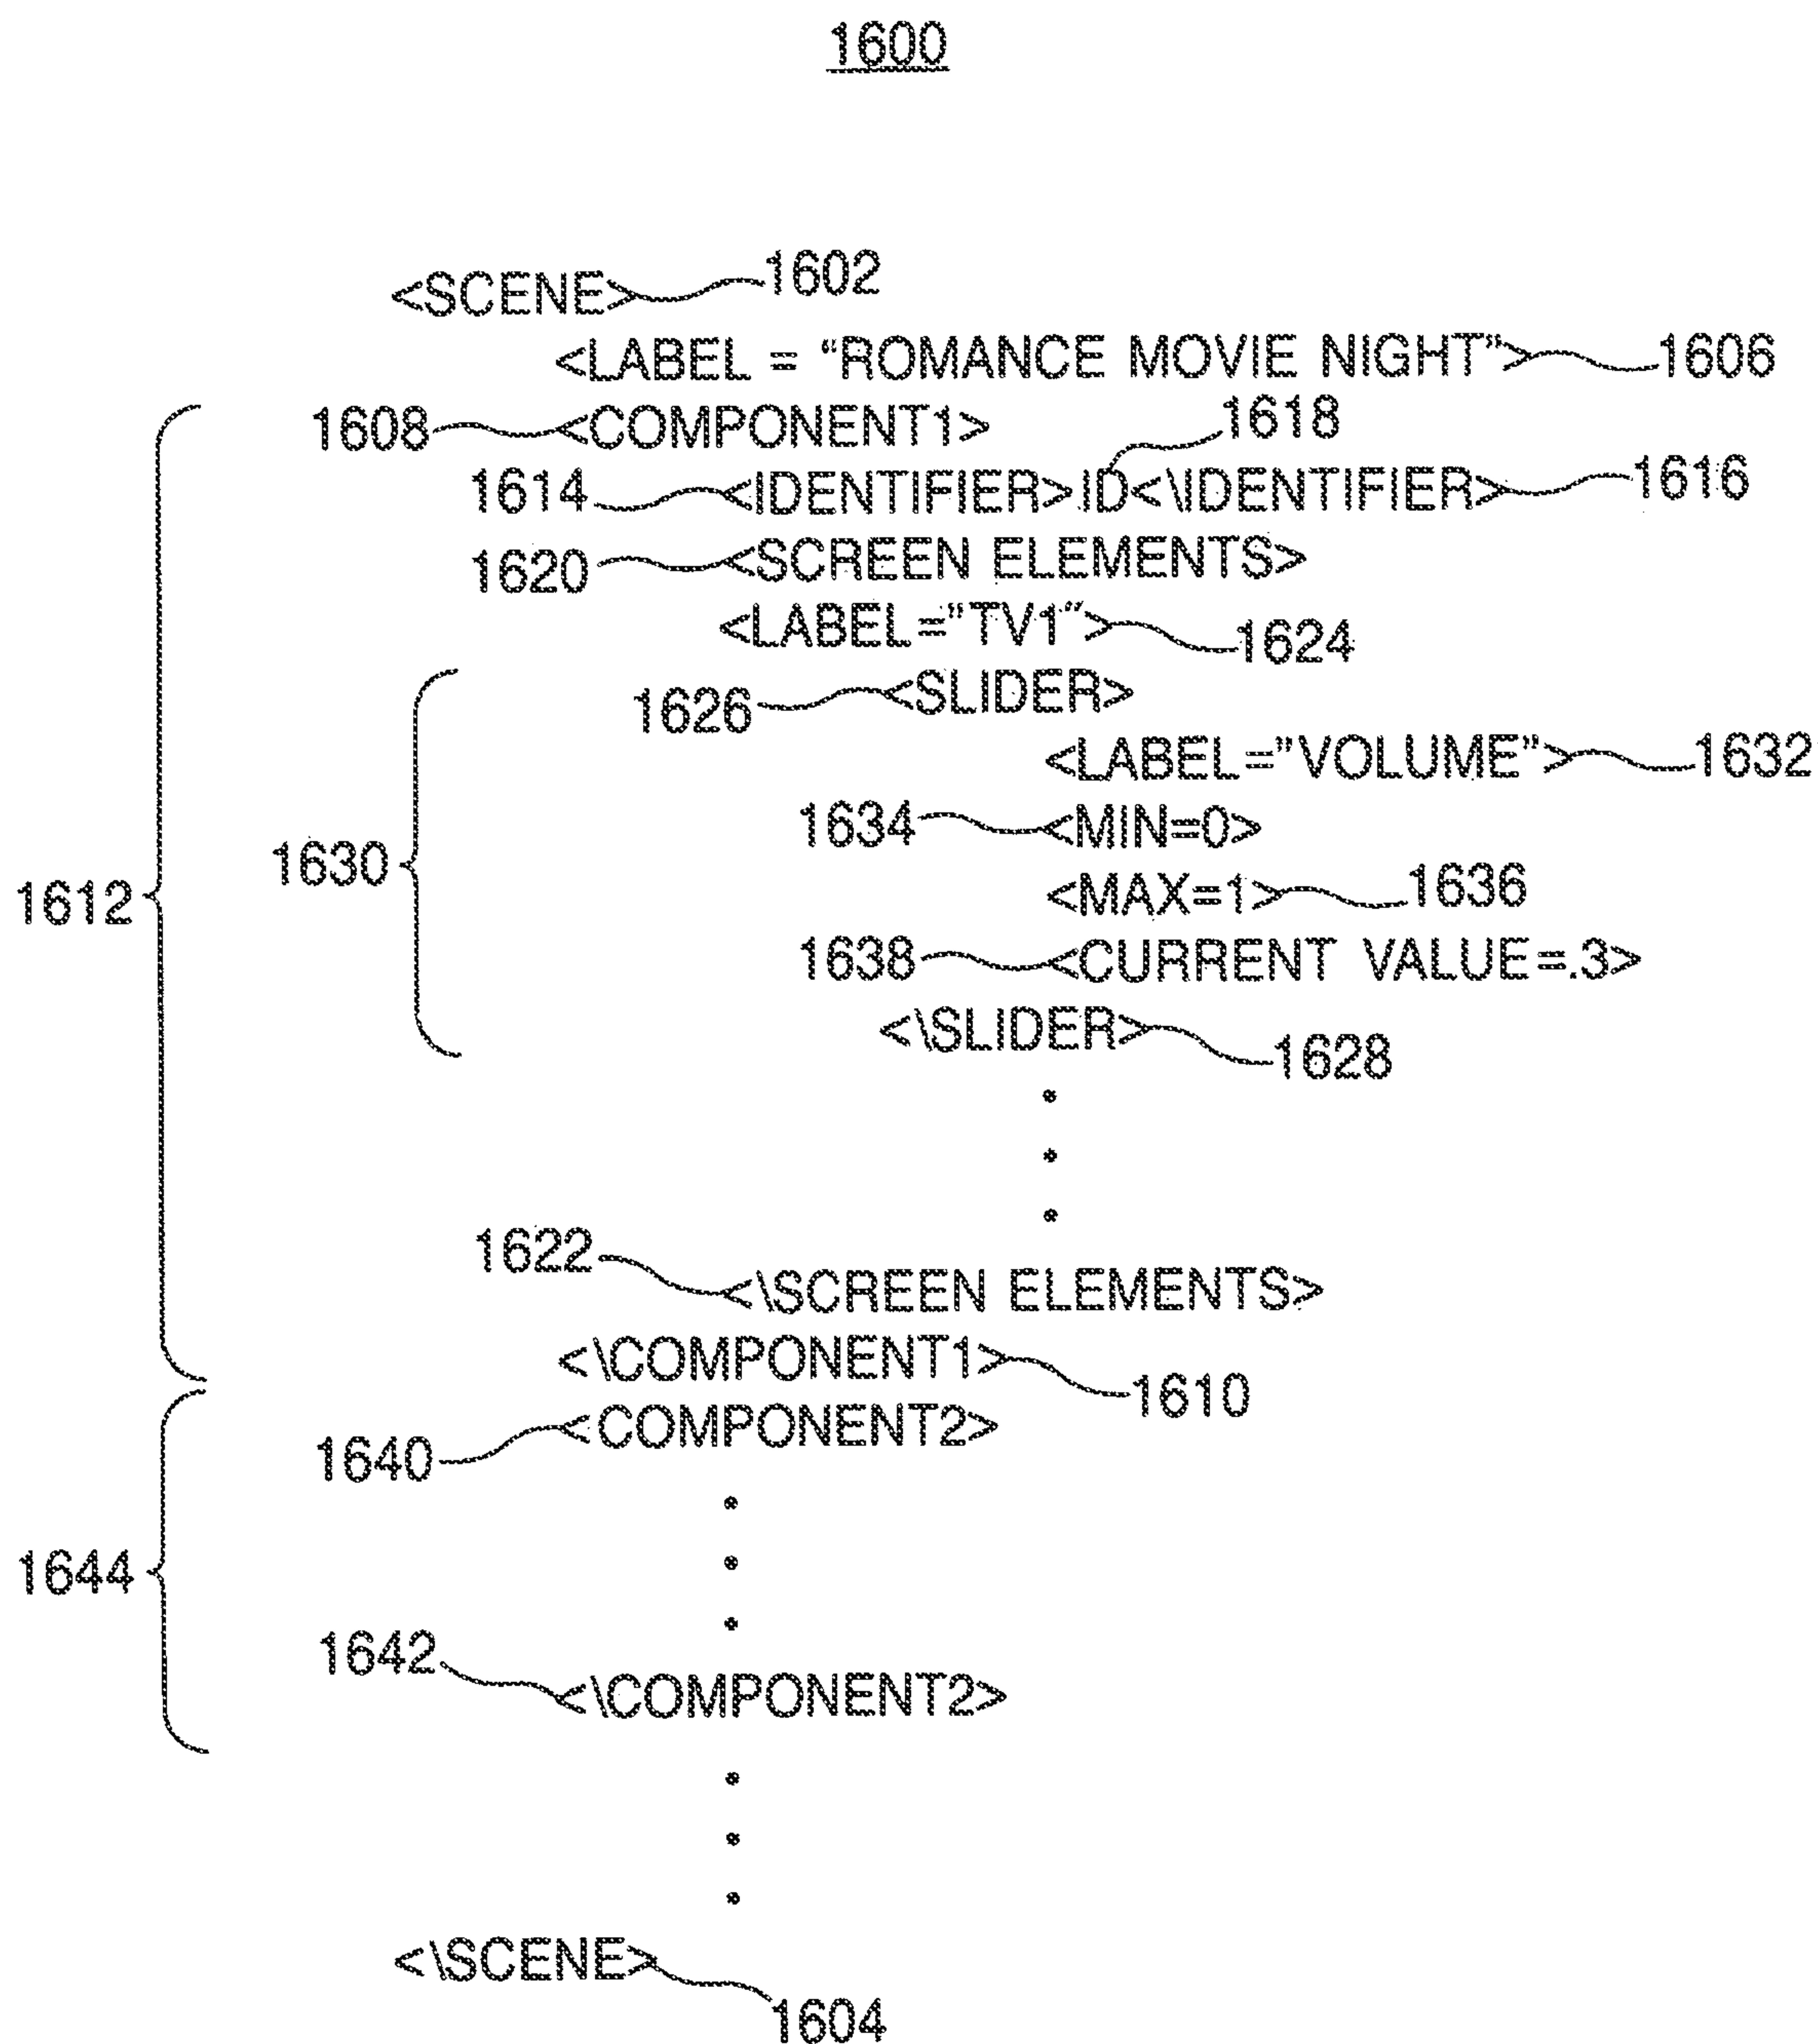 1600
<SCENE> 1602
<LABEL = “ROMANCE MOVIE NIGHT”> 1606
1608 <COMPONENT1> 1618
1614 <IDENTIFIER>ID<\IDENTIFIER> 1616
1620 <SCREEN ELEMENTS>
<LABEL=”TV1”> 1624
1626 <SLIDER>
<LABEL=”VOLUME”> 1632
1634 <MIN=0>
1630
1612
<MAX=1> 1636
1638 <CURRENT VALUE=.3>
<\SLIDER> 1628
1622 <\SCREEN ELEMENTS>
<\COMPONENT1> 1610
1640 <COMPONENT2>
1644
1642 <\COMPONENT2>
<\SCENE> 1604